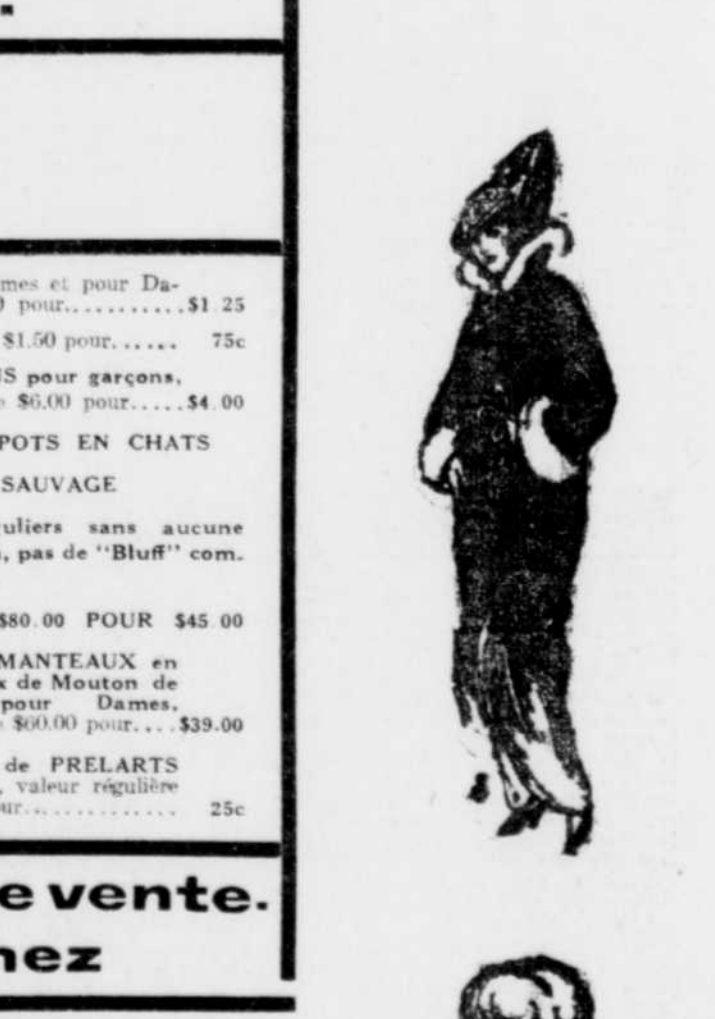 mes et pour Da-
pour...........$1 25
$1.50 pour...... 75c
S pour garçons,
$6.00 pour.....$4 00
POTS EN CHATS
SAUVAGE
uliers sans aucune
, pas de "Bluff" com.
$80.00 POUR $45 00
MANTEAUX en
x de Mouton de
pour Dames,
$60.00 pour....$39.00
de PRELARTS
, valeur régulière
ur............. 25c
e vente.
nez